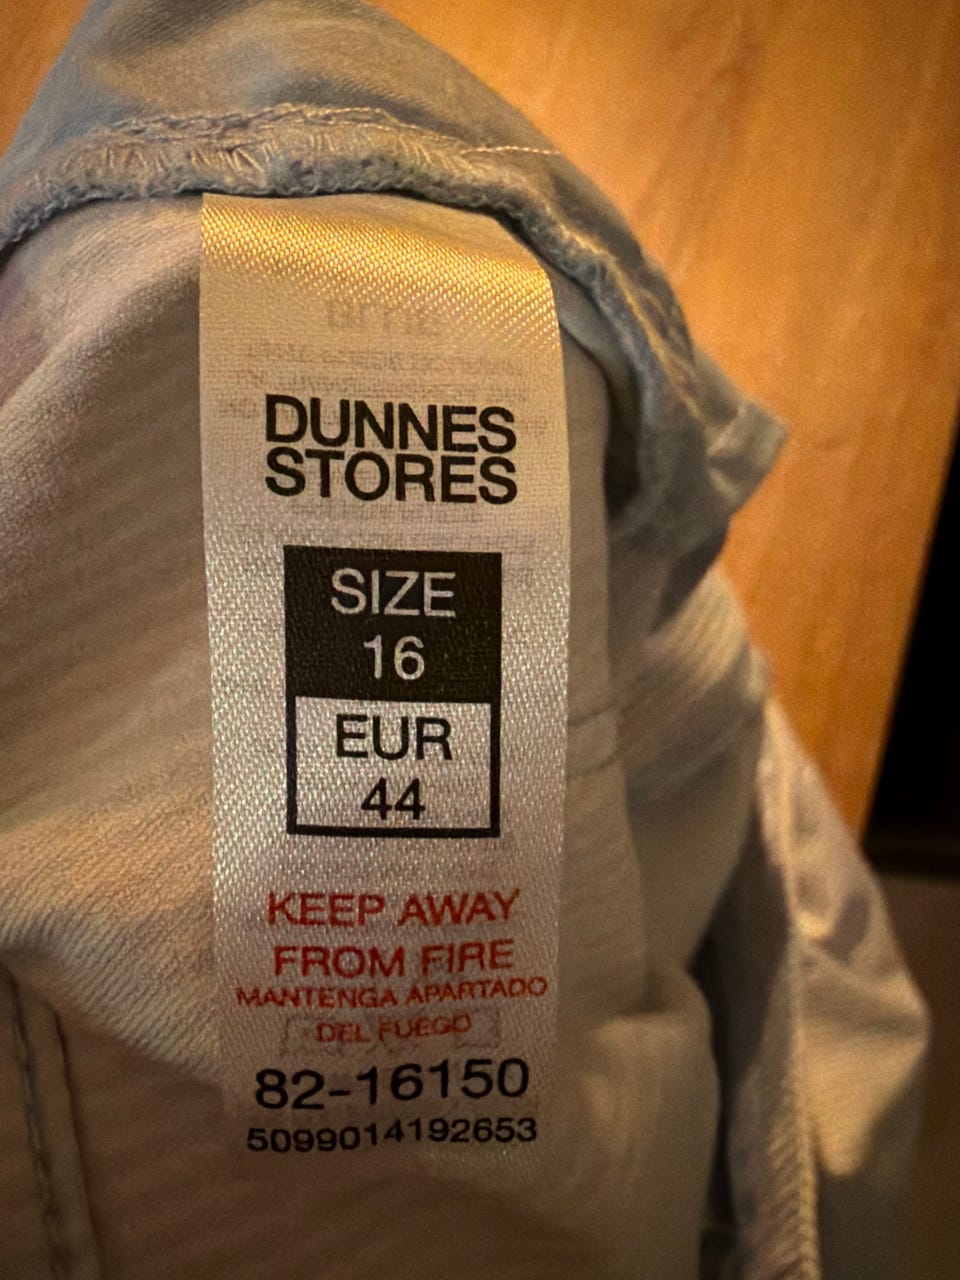 DUNNES
STORES
SIZE
16
EUR
44
KEEP AWAY
FROM FIRE
MANTENGA APARTADO
DEL FUEGO
82-16150
5099014192653